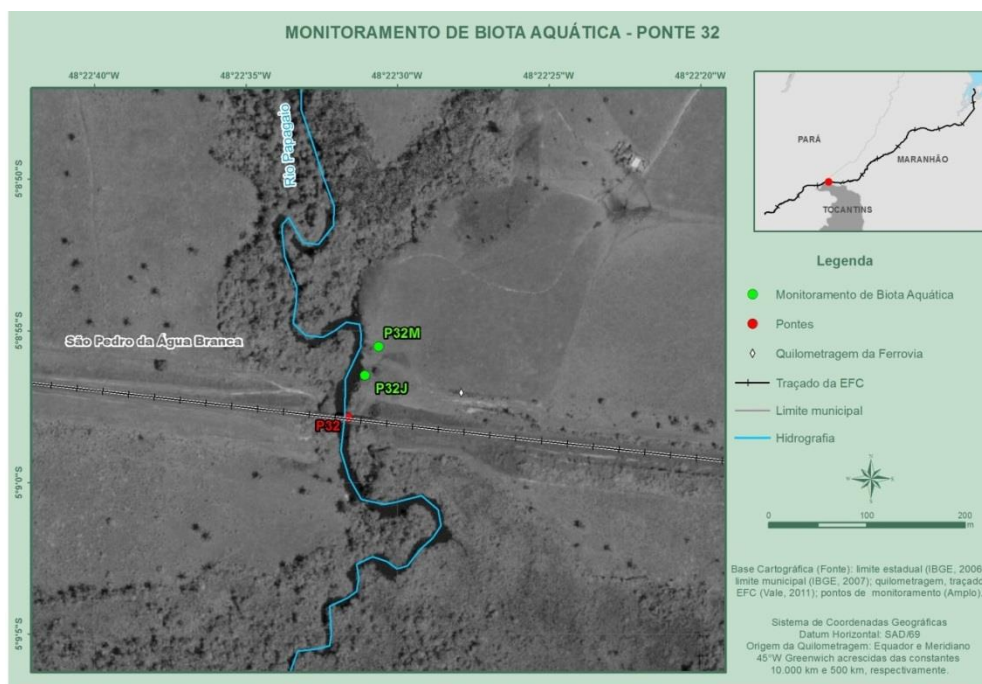 MONITORAMENTO DE BIOTA AQUÁTICA - PONTE 32
48°22'40"W
48°22'35"W
48°22'30"W
48°22'25"W
48°22'20"W
5°8'50"S
5°8'55"S
5°9'0"S
5°9'5"S
Rio Papagaio
São Pedro da Água Branca
P32M
P32J
P32
PARÁ
MARANHÃO
TOCANTINS
Legenda
Monitoramento de Biota Aquática
Pontes
Quilometragem da Ferrovia
Traçado da EFC
Limite municipal
Hidrografia
0 100 200
m
Base Cartográfica (Fonte): limite estadual (IBGE, 2006)
limite municipal (IBGE, 2007); quilometragem, traçado
EFC (Vale, 2011); pontos de monitoramento (Amplo).
Sistema de Coordenadas Geográficas
Datum Horizontal: SAD/69
Origem da Quilometragem: Equador e Meridiano
45°W Greenwich acrescidas das constantes
10.000 km e 500 km, respectivamente.